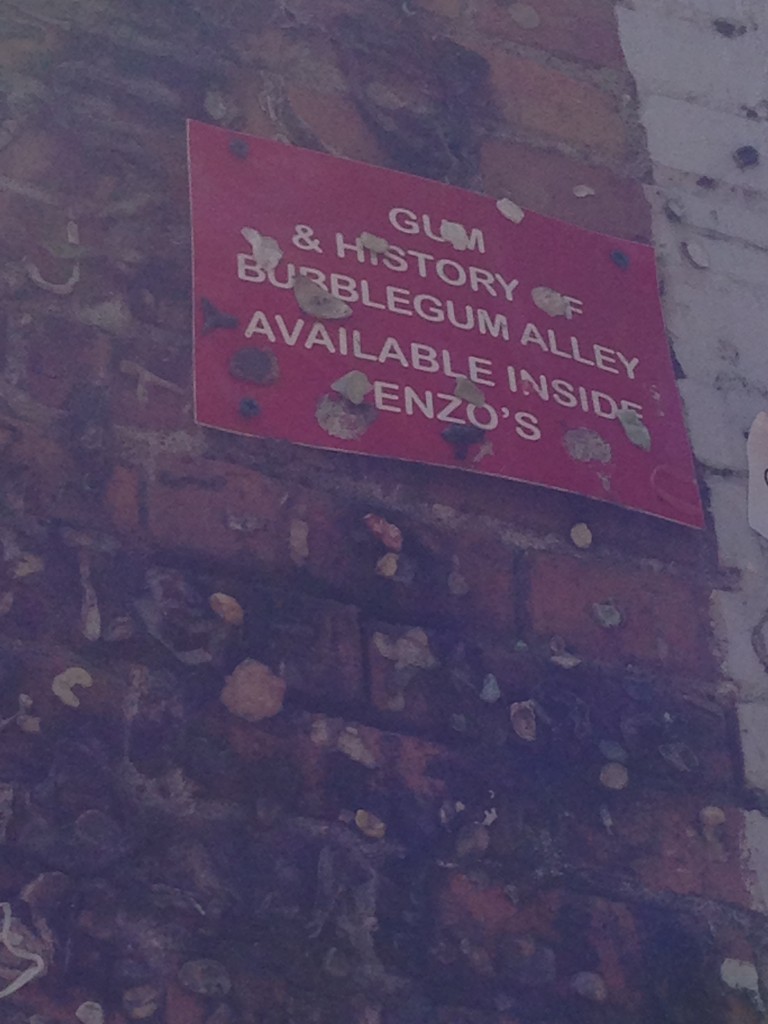 GUM
& HISTORY OF
BUBBLEGUM ALLEY
AVAILABLE INSIDE
ENZO'S